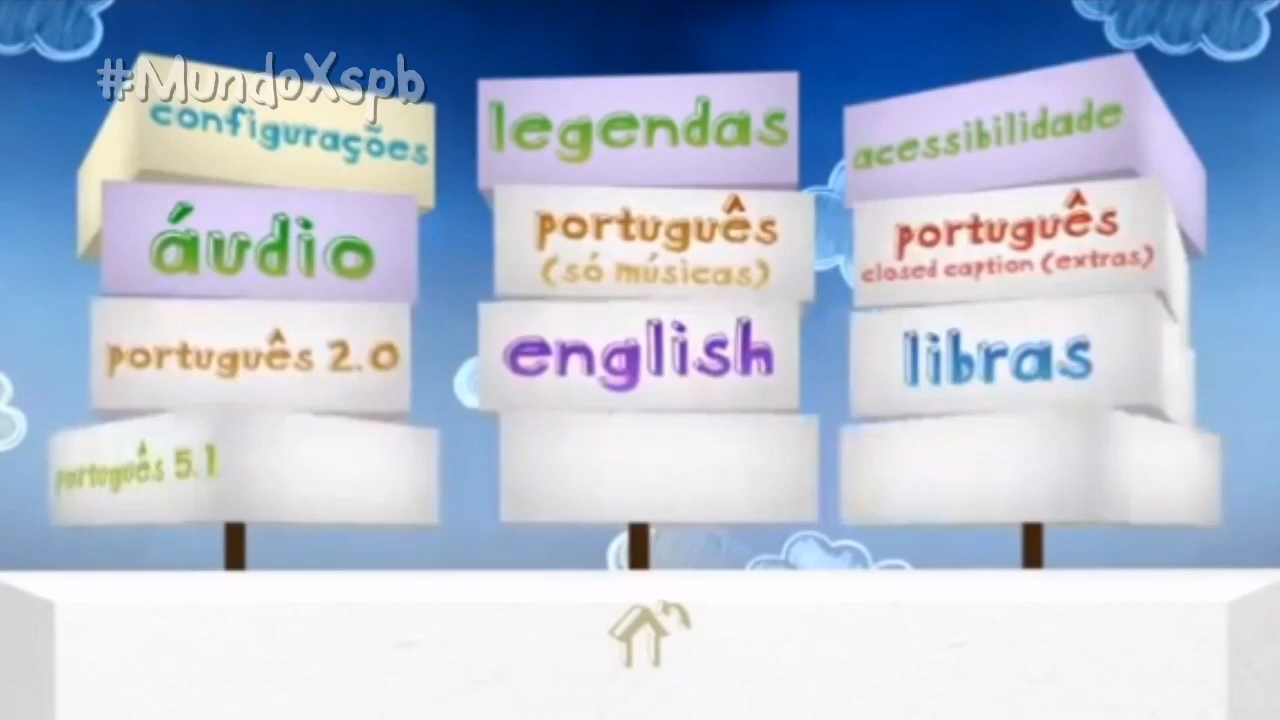 #MundoXspb
configurações
áudio
português 2.0
português 5.1
legendas
português
(só músicas)
english
acessibilidade
português
closed caption (extras)
libras